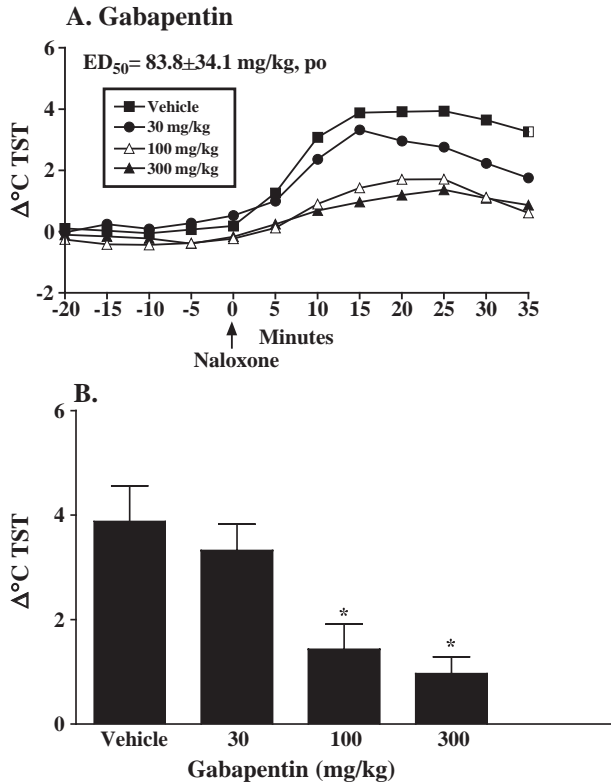 A. Gabapentin
6
ED50= 83.8±34.1 mg/kg, po
Vehicle
30 mg/kg
100 mg/kg
300 mg/kg
4
2
0
-2
Δ°C TST
-20 -15 -10 -5 0 5 10 15 20 25 30 35
Minutes
Naloxone
B.
6
4
2
0
Δ°C TST
*
*
Vehicle 30 100 300
Gabapentin (mg/kg)